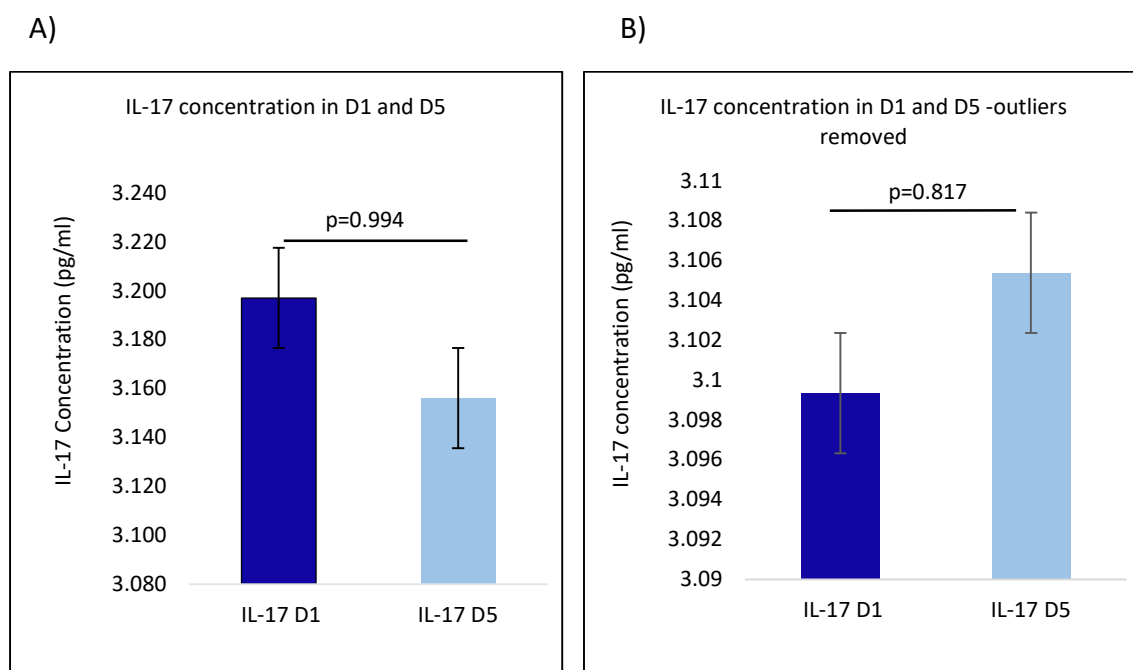 A)
IL-17 concentration in D1 and D5
IL-17 Concentration (pg/ml)
3.240
3.220
3.200
3.180
3.160
3.140
3.120
3.100
3.080
p=0.994
IL-17 D1
IL-17 D5
B)
IL-17 concentration in D1 and D5 -outliers
removed
IL-17 concentration (pg/ml)
3.11
3.108
3.106
3.104
3.102
3.1
3.098
3.096
3.094
3.092
3.09
p=0.817
IL-17 D1
IL-17 D5